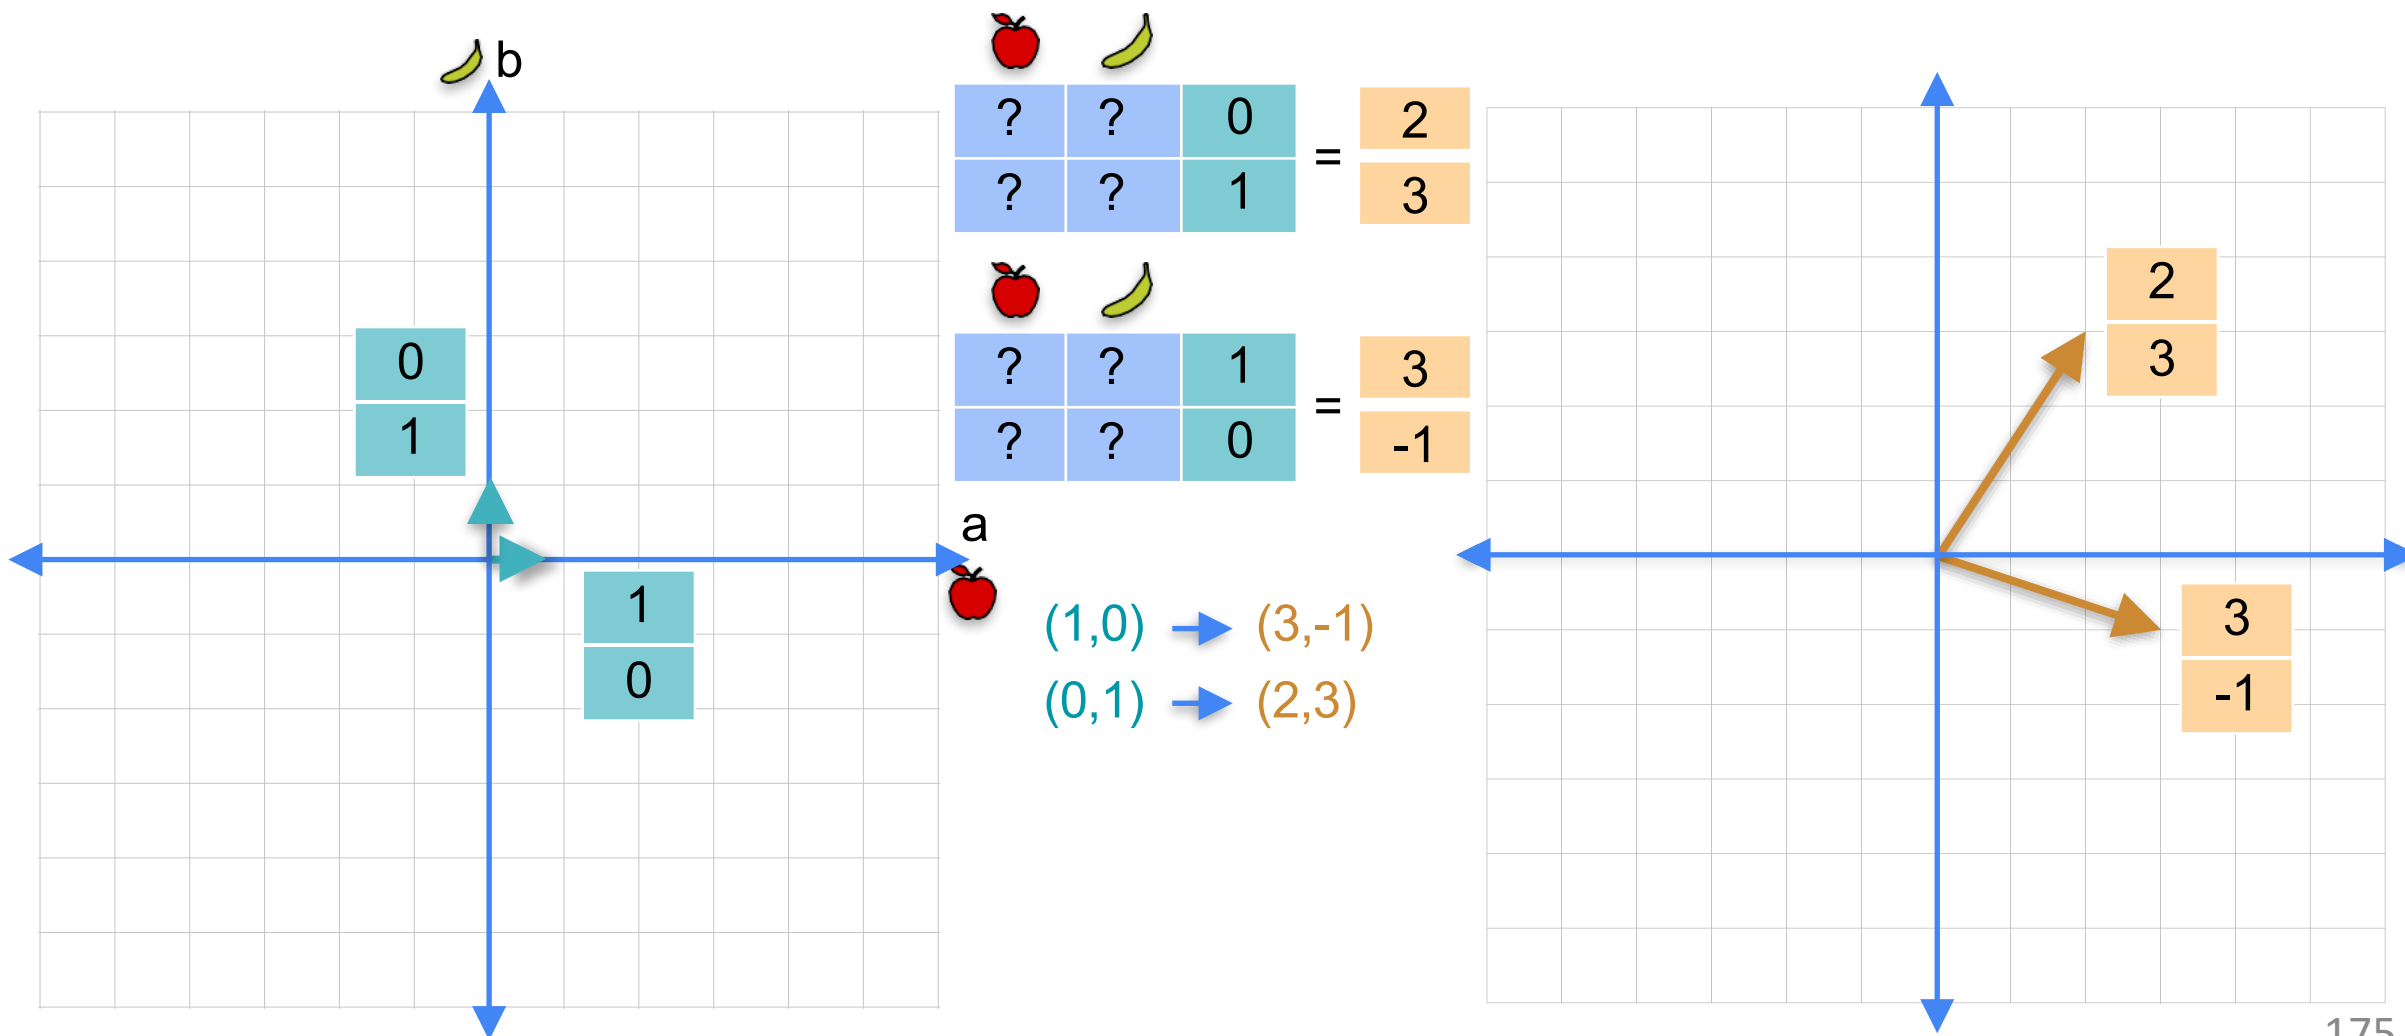 b
0
1
1
0
a
? ? 0 = 2
? ? 1 3
? ? 1 = 3
? ? 0 -1
(1,0) (3,-1)
(0,1) (2,3)
2
3
3
-1
175